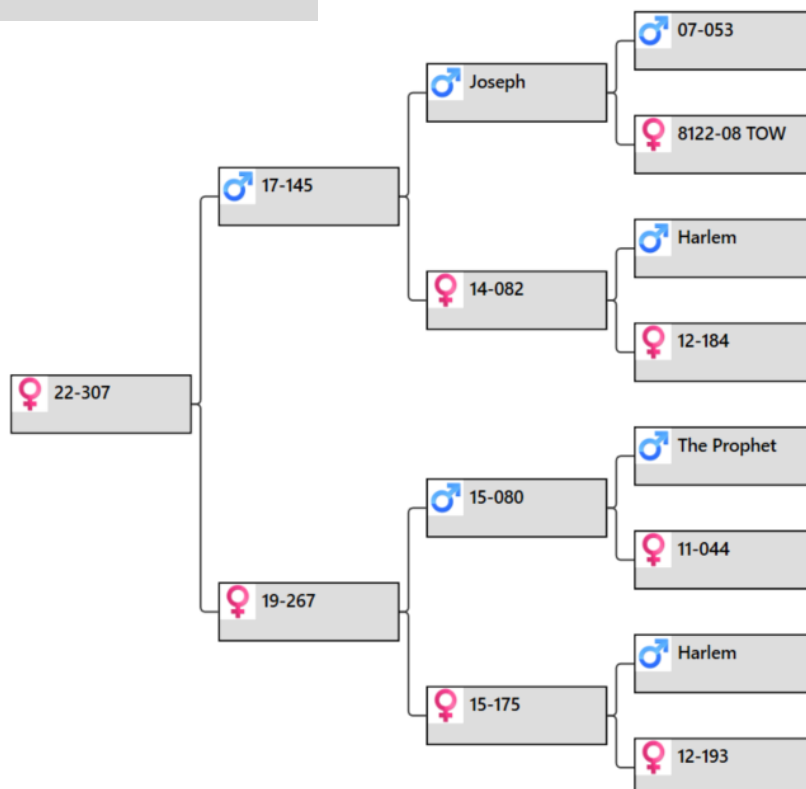 07-053
Joseph
8122-08 TOW
17-145
Harlem
14-082
12-184
22-307
The Prophet
15-080
11-044
19-267
Harlem
15-175
12-193